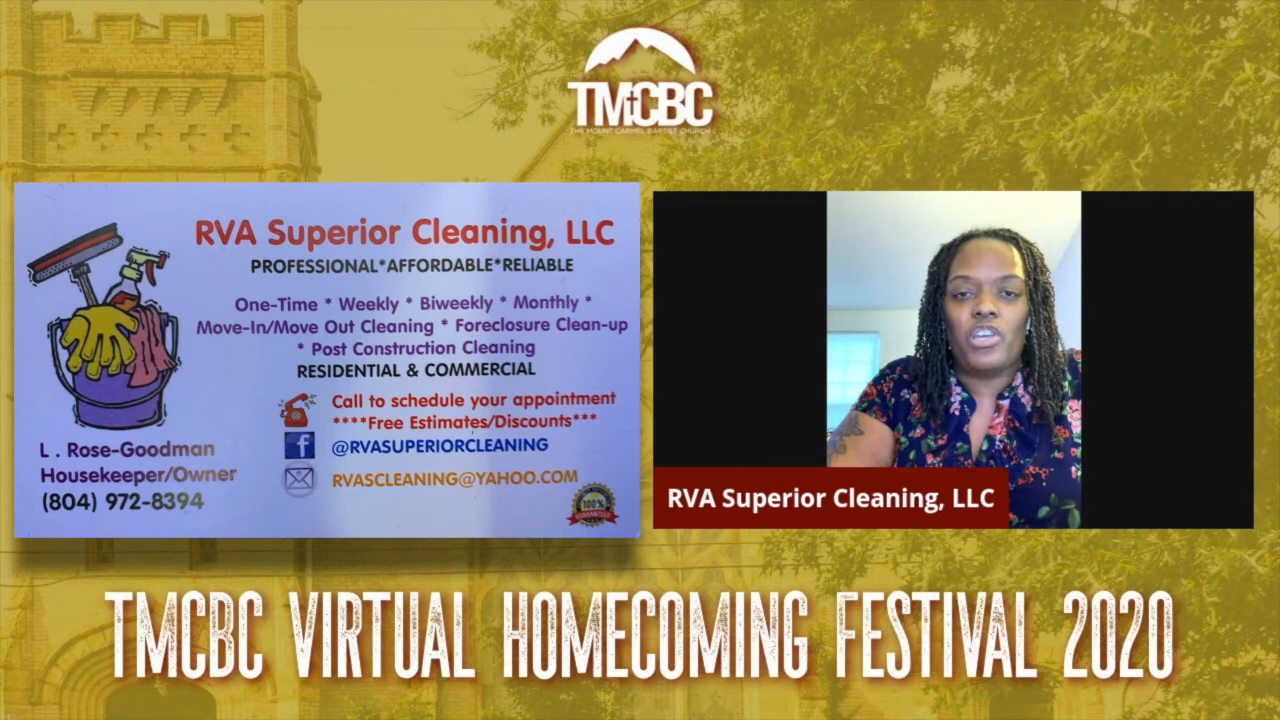 TMCBC
THE MOUNT CARMEL BAPTIST CHURCH
RVA Superior Cleaning, LLC
PROFESSIONAL*AFFORDABLE*RELIABLE
One-Time * Weekly * Biweekly * Monthly *
Move-In/Move Out Cleaning * Foreclosure Clean-up
* Post Construction Cleaning
RESIDENTIAL & COMMERCIAL
Call to schedule your appointment
****Free Estimates/Discounts***
f
@RVASUPERIORCLEANING
RVASCLEANING@YAHOO.COM
L . Rose-Goodman
Housekeeper/Owner
(804) 972-8394
100%
RVA Superior Cleaning, LLC
TMCBC VIRTUAL HOMECOMING FESTIVAL 2020